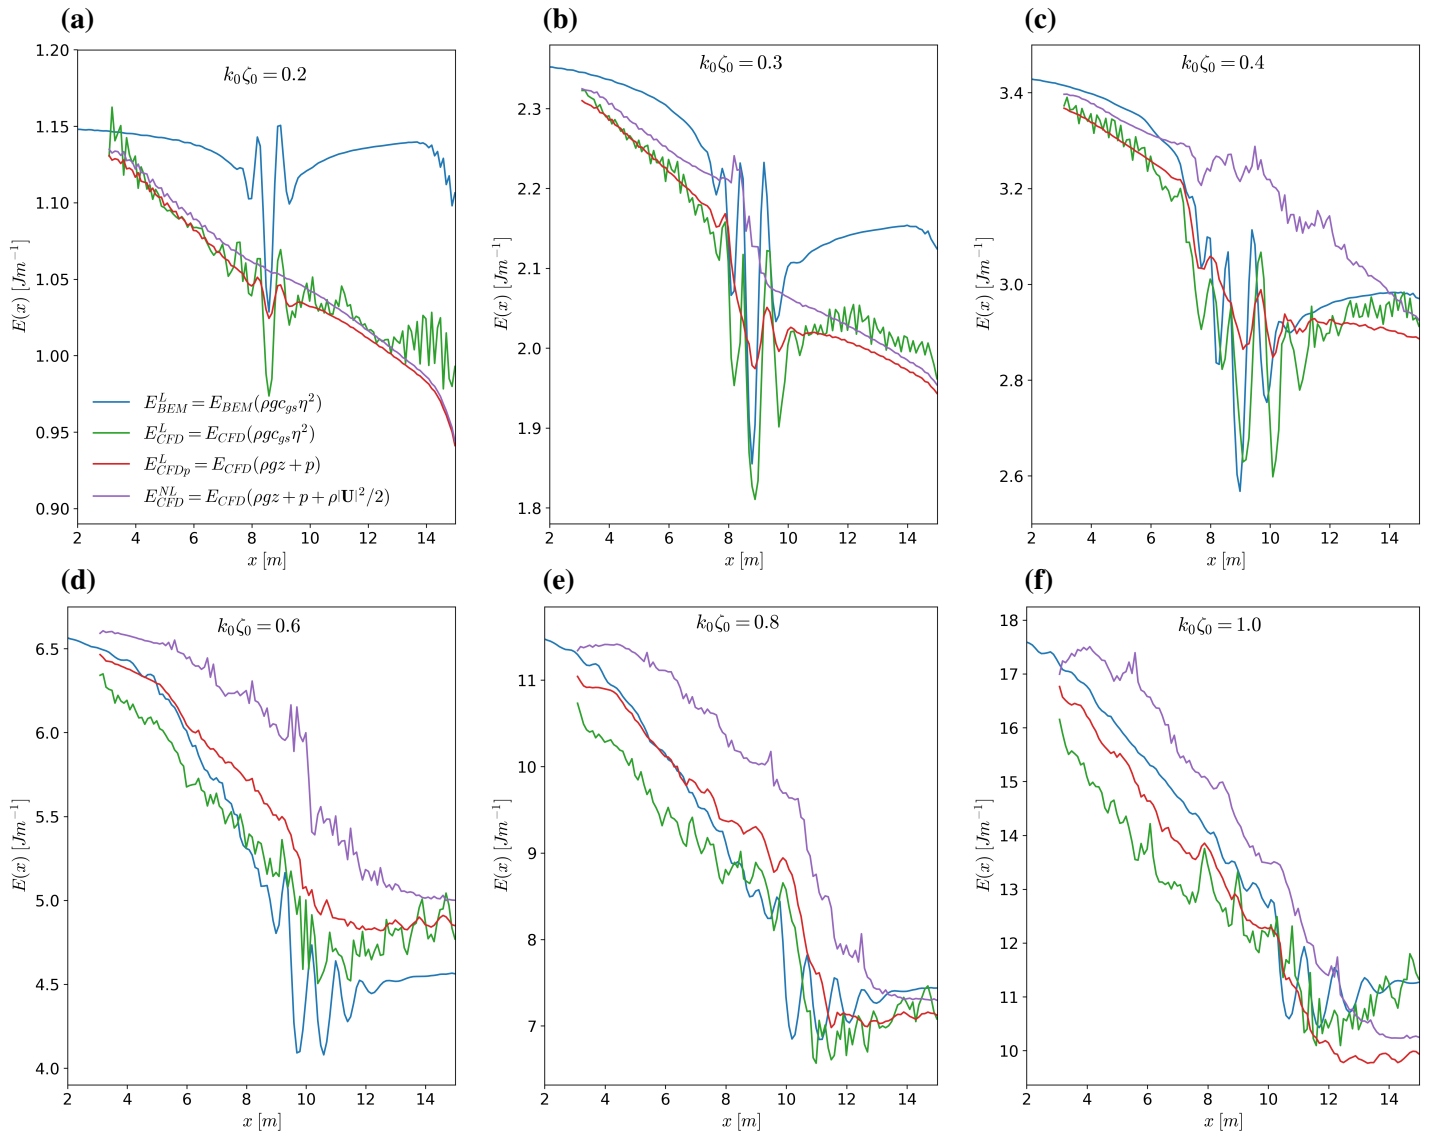 (a)
k₀ζ₀ = 0.2
1.20
1.15
1.10
1.05
1.00
0.95
0.90
E(x) [Jm⁻¹]
E^L_BEM = E_BEM(ρgc_gsη²)
E^L_CFD = E_CFD(ρgc_gsη²)
E^L_CFDp = E_CFD(ρgz + p)
E^NL_CFD = E_CFD(ρgz + p + ρ|U|²/2)
2 4 6 8 10 12 14
x [m]
(b)
k₀ζ₀ = 0.3
2.3
2.2
2.1
2.0
1.9
1.8
E(x) [Jm⁻¹]
2 4 6 8 10 12 14
x [m]
(c)
k₀ζ₀ = 0.4
3.4
3.2
3.0
2.8
2.6
E(x) [Jm⁻¹]
2 4 6 8 10 12 14
x [m]
(d)
k₀ζ₀ = 0.6
6.5
6.0
5.5
5.0
4.5
4.0
E(x) [Jm⁻¹]
2 4 6 8 10 12 14
x [m]
(e)
k₀ζ₀ = 0.8
11
10
9
8
7
E(x) [Jm⁻¹]
2 4 6 8 10 12 14
x [m]
(f)
k₀ζ₀ = 1.0
18
17
16
15
14
13
12
11
10
E(x) [Jm⁻¹]
2 4 6 8 10 12 14
x [m]